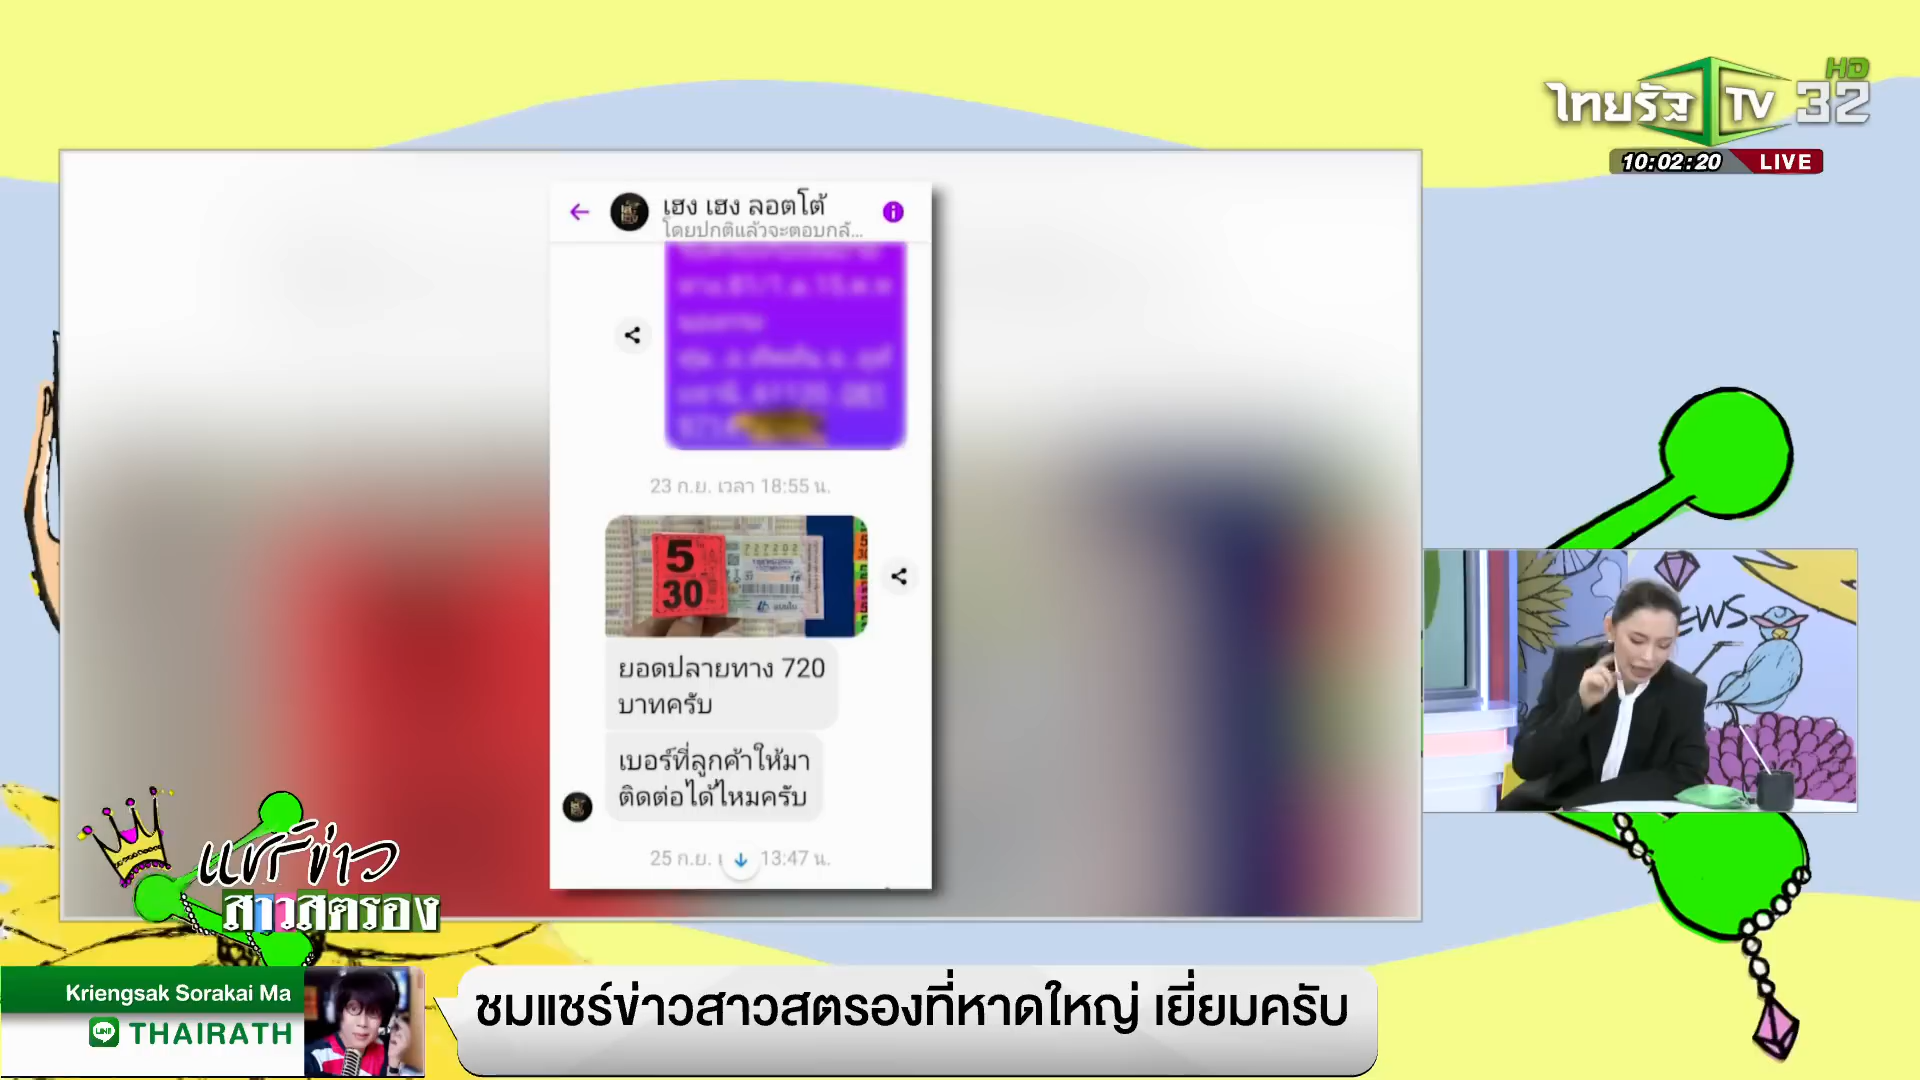 ไทยรัฐ TV 32 HD
10:02:20 LIVE
เฮง เฮง ลอตโต้
โดยปกติแล้วจะตอบกลั...
23 ก.ย. เวลา 18:55 น.
5
30
727202
16
ยอดปลายทาง 720
บาทครับ
เบอร์ที่ลูกค้าให้มา
ติดต่อได้ไหมครับ
25 ก.ย. 13:47 น.
NEWS
แชร์ข่าว
สาวสตรอง
Kriengsak Sorakai Ma
LINE THAIRATH
ชมแชร์ข่าวสาวสตรองที่หาดใหญ่ เยี่ยมครับ